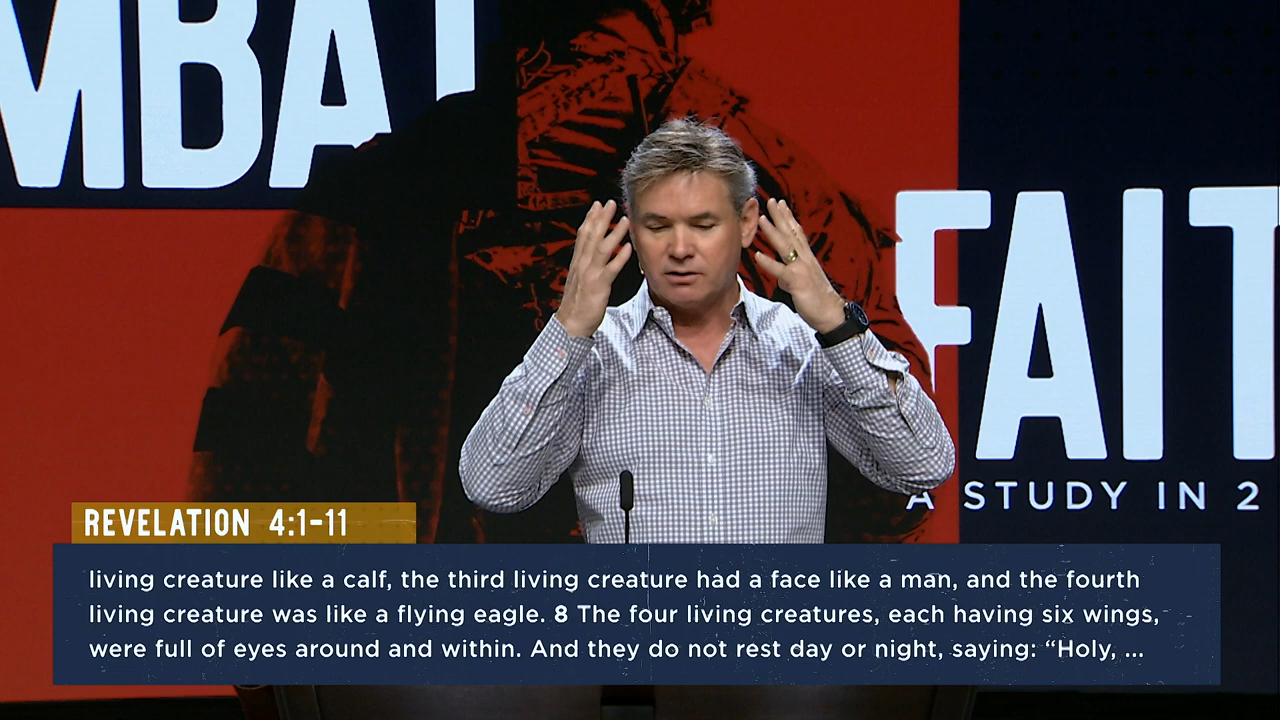 MBAT
FAIT
A STUDY IN 2
REVELATION 4:1-11
living creature like a calf, the third living creature had a face like a man, and the fourth
living creature was like a flying eagle. 8 The four living creatures, each having six wings,
were full of eyes around and within. And they do not rest day or night, saying: “Holy, ...